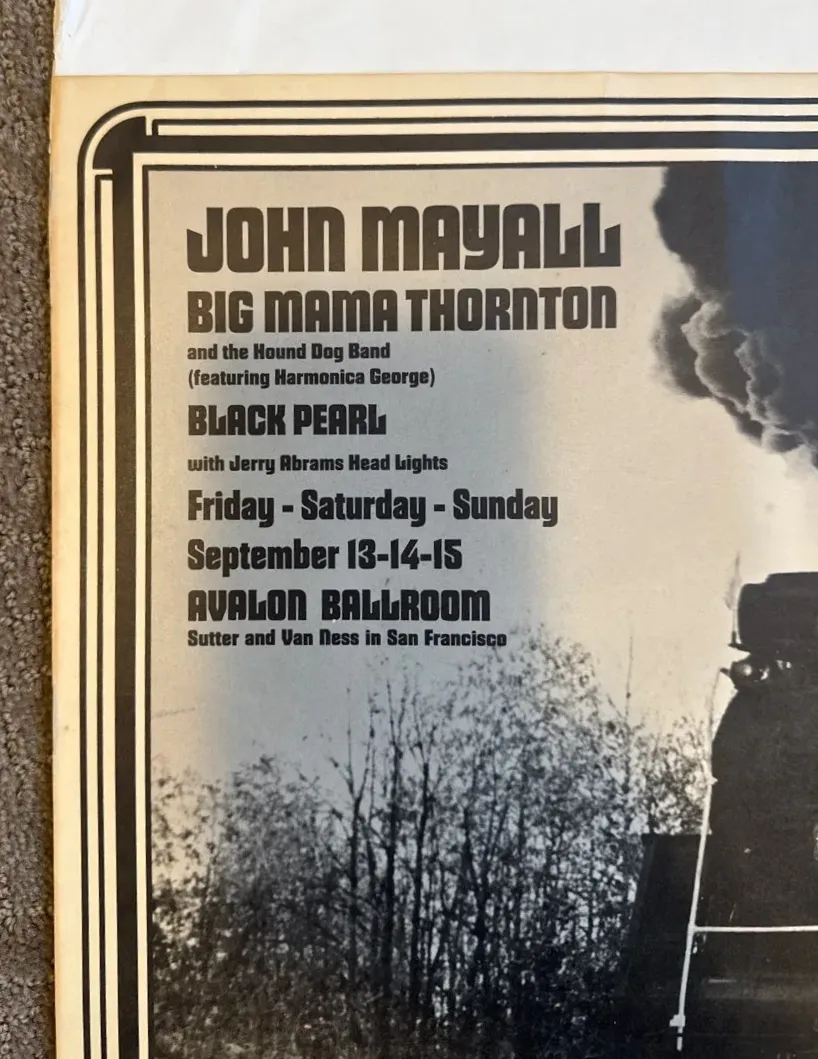 JOHN MAYALL
BIG MAMA THORNTON
and the Hound Dog Band
(featuring Harmonica George)
BLACK PEARL
with Jerry Abrams Head Lights
Friday - Saturday - Sunday
September 13-14-15
AVALON BALLROOM
Sutter and Van Ness in San Francisco